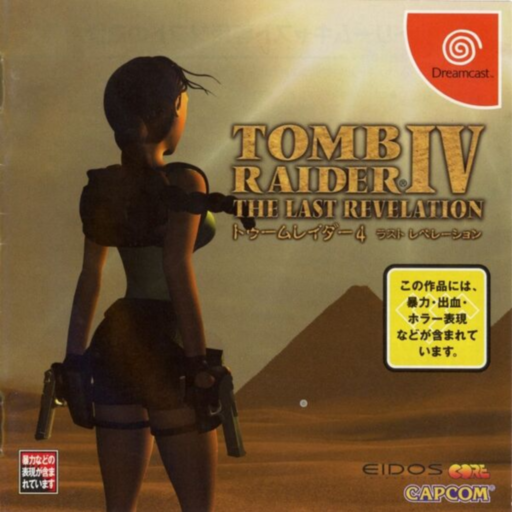 Dreamcast
TOMB
RAIDER IV
THE LAST REVELATION
トゥームレイダー4 ラスト レベレーション
この作品には、
暴力・出血・
ホラー表現
などが含まれて
います。
暴力などの
表現が含ま
れています
EIDOS CORE
CAPCOM